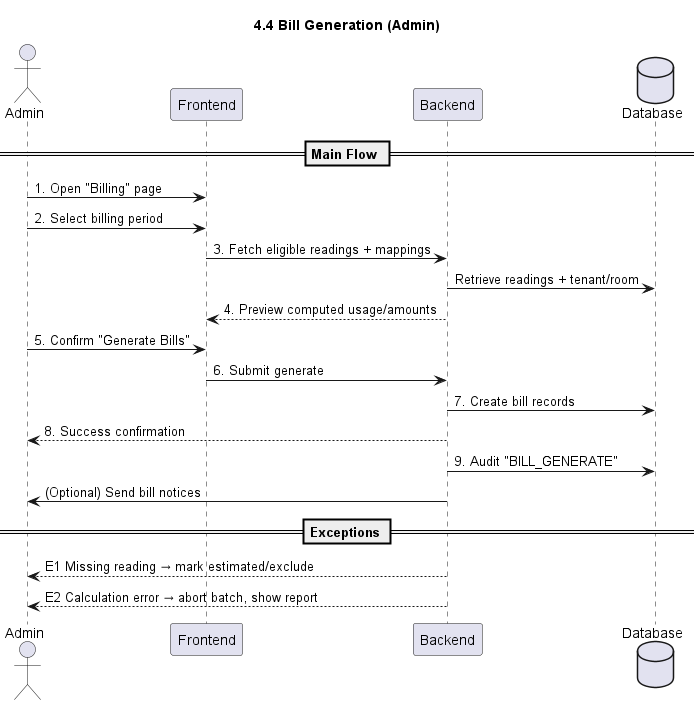 4.4 Bill Generation (Admin)
Admin
Frontend
Backend
Database
Main Flow
1. Open "Billing" page
2. Select billing period
3. Fetch eligible readings + mappings
Retrieve readings + tenant/room
4. Preview computed usage/amounts
5. Confirm "Generate Bills"
6. Submit generate
7. Create bill records
8. Success confirmation
9. Audit "BILL_GENERATE"
(Optional) Send bill notices
Exceptions
E1 Missing reading → mark estimated/exclude
E2 Calculation error → abort batch, show report
Admin
Frontend
Backend
Database